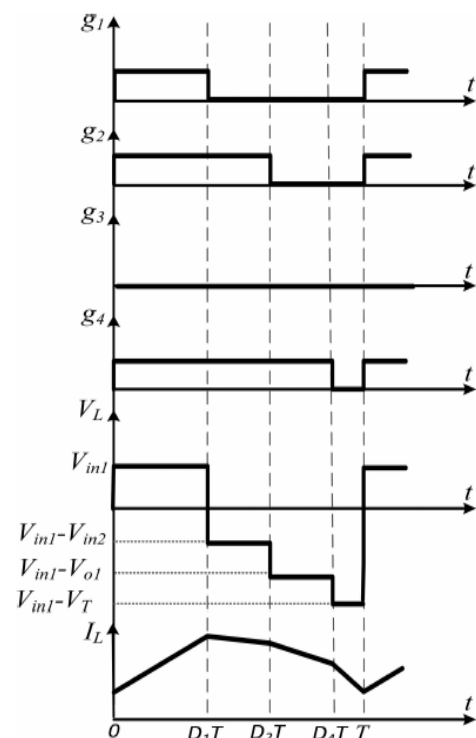 g1
t
g2
t
g3
t
g4
t
VL
Vin1
t
Vin1-Vin2
Vin1-Vo1
Vin1-VT
IL
t
0 D1T D2T D4T T